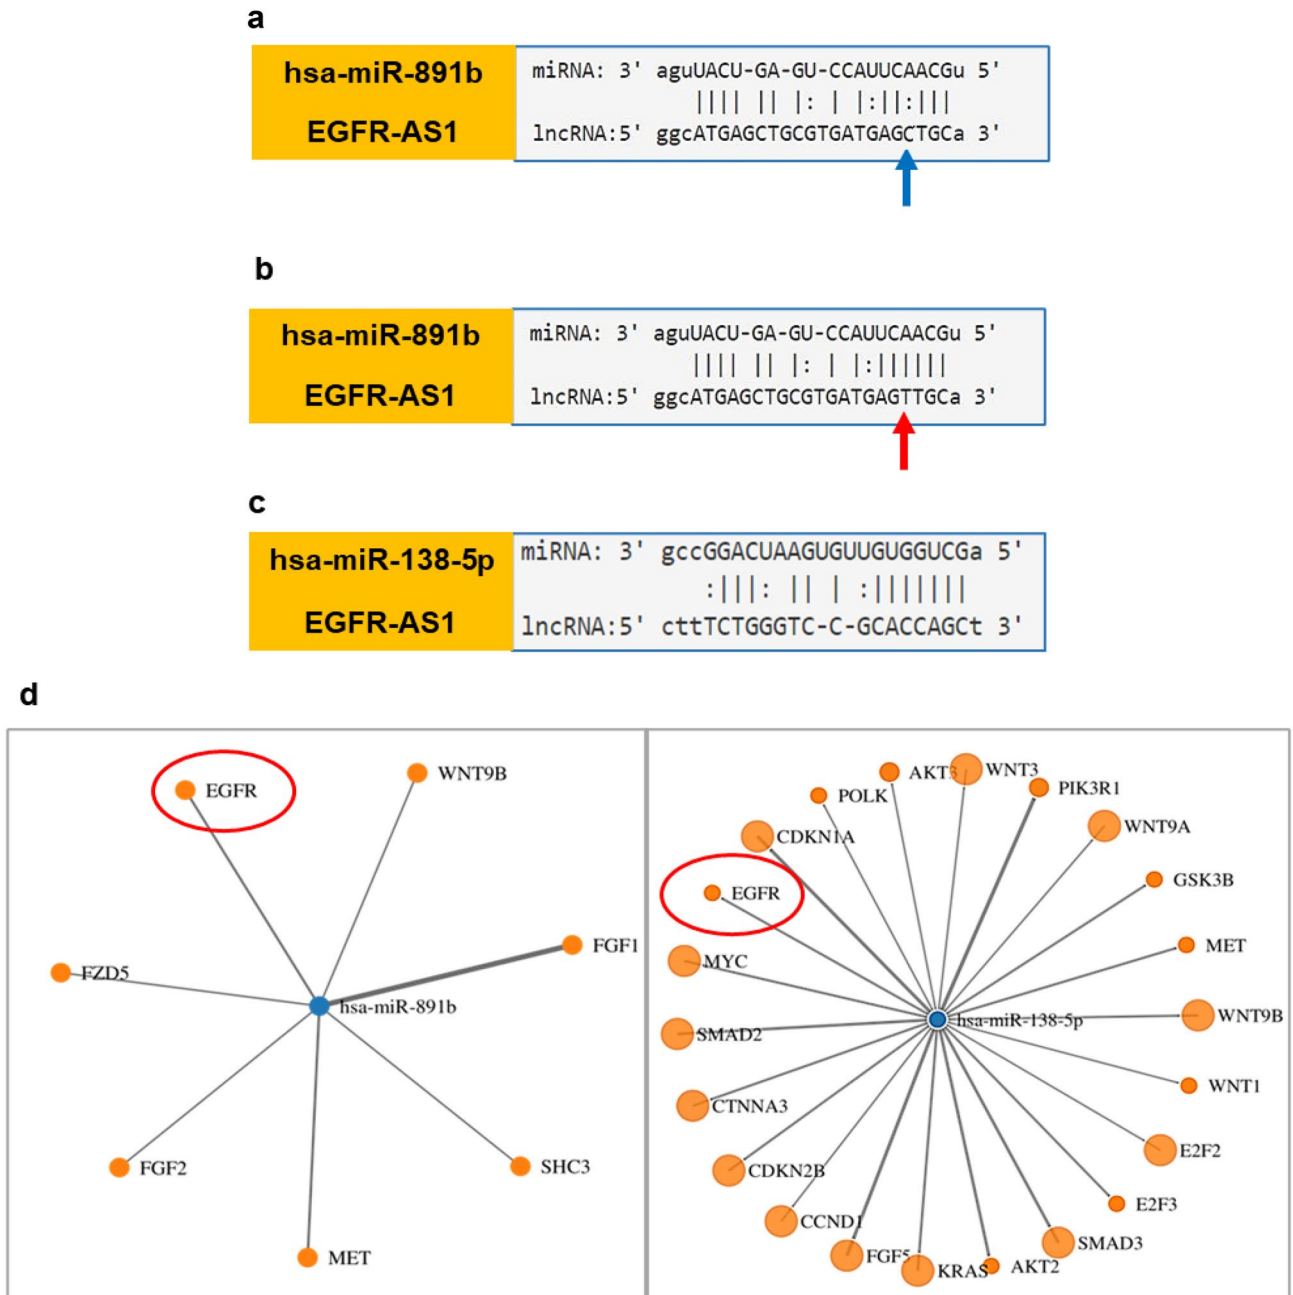 a
hsa-miR-891b
EGFR-AS1
miRNA: 3' aguUACU-GA-GU-CCAUUCAACGu 5'
|||| || |: | |:||:|||
lncRNA:5' ggcATGAGCTGCGTGATGAGCTGCa 3'
b
hsa-miR-891b
EGFR-AS1
miRNA: 3' aguUACU-GA-GU-CCAUUCAACGu 5'
|||| || |: | |:||||||
lncRNA:5' ggcATGAGCTGCGTGATGAGTTGCa 3'
c
hsa-miR-138-5p
EGFR-AS1
miRNA: 3' gccGGACUAAGUGUUGUGGUCGa 5'
:|||: || | :|||||||
lncRNA:5' cttTCTGGGTC-C-GCACCAGCt 3'
d
EGFR
WNT9B
FGF1
FZD5
hsa-miR-891b
FGF2
SHC3
MET
AKT3
WNT3
PIK3R1
POLK
WNT9A
CDKN1A
GSK3B
EGFR
MET
MYC
WNT9B
hsa-miR-138-5p
SMAD2
WNT1
CTNNA3
E2F2
CDKN2B
E2F3
CCND1
SMAD3
FGF5
KRAS
AKT2